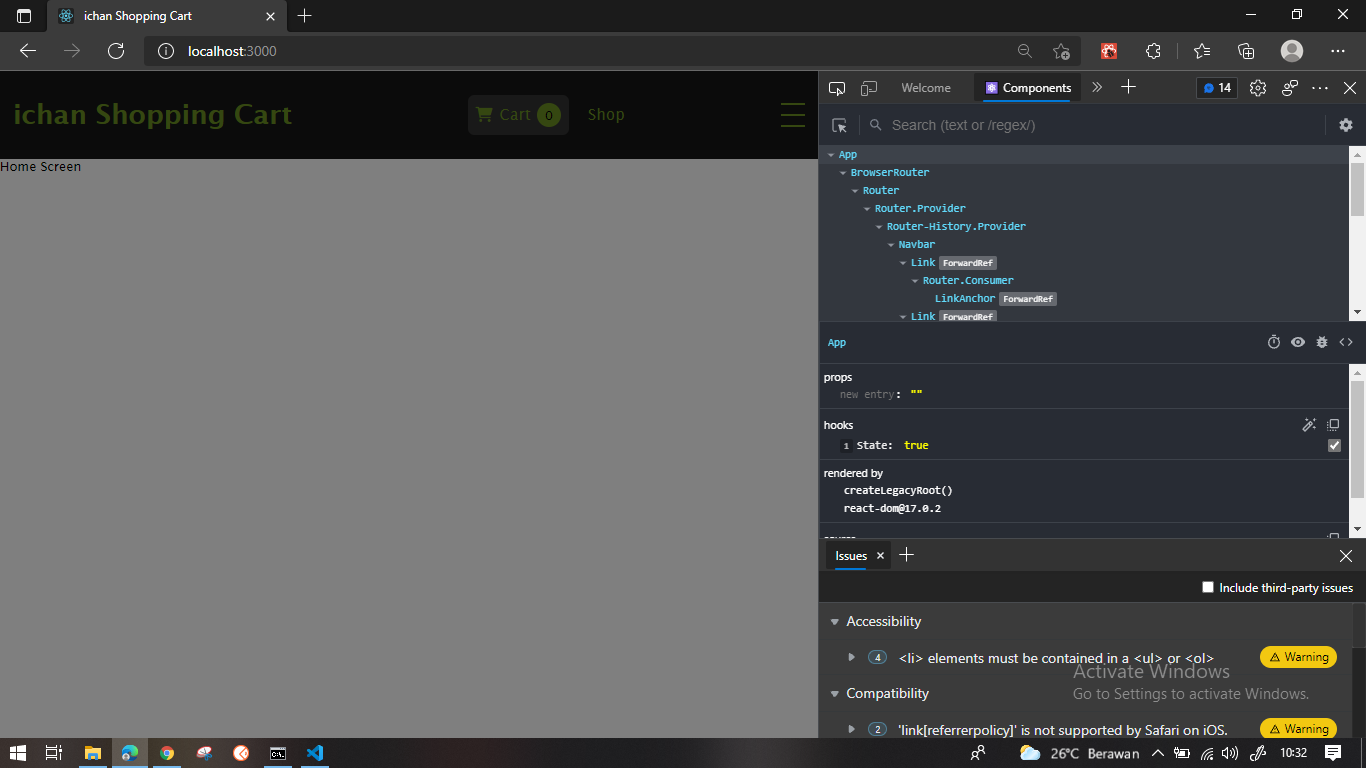 ichan Shopping Cart
localhost:3000
ichan Shopping Cart
Cart 0
Shop
Home Screen
Welcome
Components
14
Search (text or /regex/)
App
BrowserRouter
Router
Router.Provider
Router-History.Provider
Navbar
Link ForwardRef
Router.Consumer
LinkAnchor ForwardRef
Link ForwardRef
App
props
new entry: ""
hooks
1 State: true
rendered by
createLegacyRoot()
react-dom@17.0.2
Issues
Include third-party issues
Accessibility
4 <li> elements must be contained in a <ul> or <ol> Warning
Activate Windows
Compatibility
Go to Settings to activate Windows.
2 'link[referrerpolicy]' is not supported by Safari on iOS. Warning
26°C Berawan
10:32